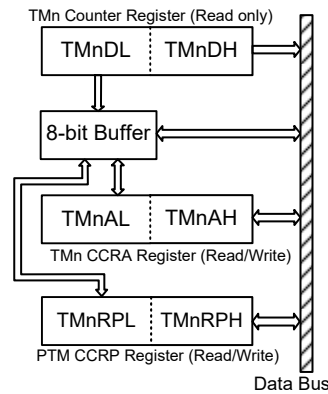 TMn Counter Register (Read only)
TMnDL TMnDH
8-bit Buffer
TMnAL TMnAH
TMn CCRA Register (Read/Write)
TMnRPL TMnRPH
PTM CCRP Register (Read/Write)
Data Bus